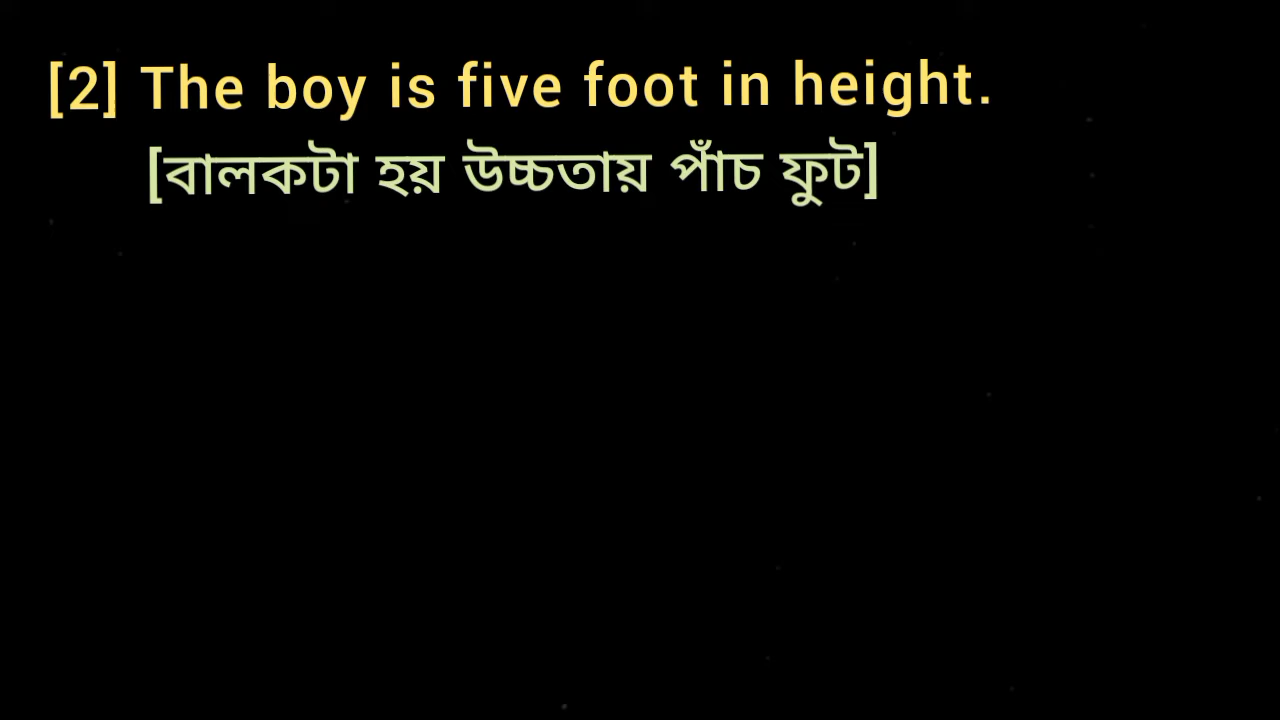 [2] The boy is five foot in height.
[বালকটা হয় উচ্চতায় পাঁচ ফুট]